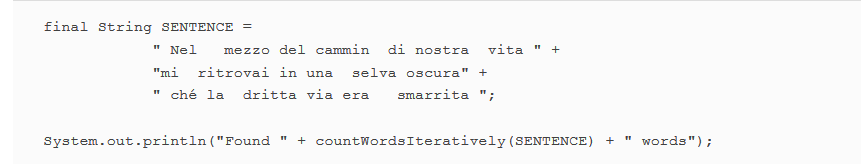 final String SENTENCE =
" Nel   mezzo del cammin  di nostra  vita " +
"mi  ritrovai in una  selva oscura" +
" ché la  dritta via era   smarrita ";
System.out.println("Found " + countWordsIteratively(SENTENCE) + " words");